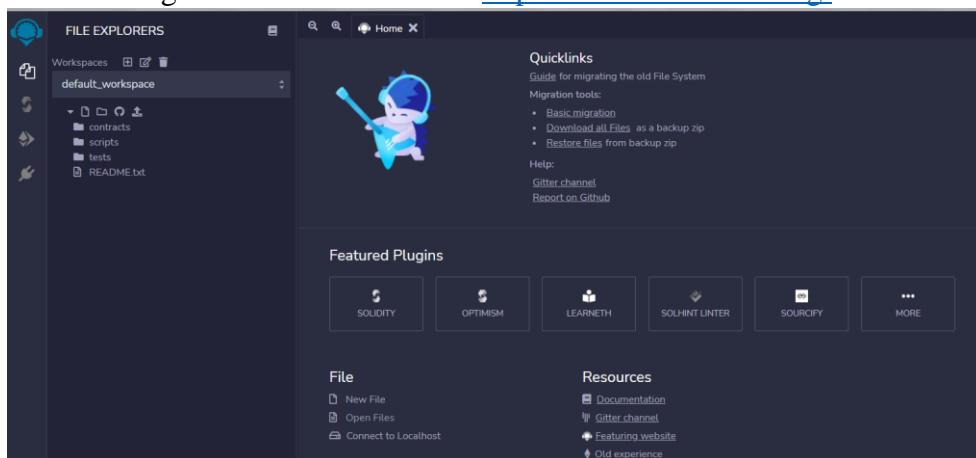 FILE EXPLORERS
Workspaces
default_workspace
contracts
scripts
tests
README.txt
Home
Quicklinks
Guide for migrating the old File System
Migration tools:
Basic migration
Download all Files as a backup zip
Restore files from backup zip
Help:
Gitter channel
Report on Github
Featured Plugins
SOLIDITY
OPTIMISM
LEARNETH
SOLHINT LINTER
SOURCIFY
MORE
File
New File
Open Files
Connect to Localhost
Resources
Documentation
Gitter channel
Featuring website
Old experience